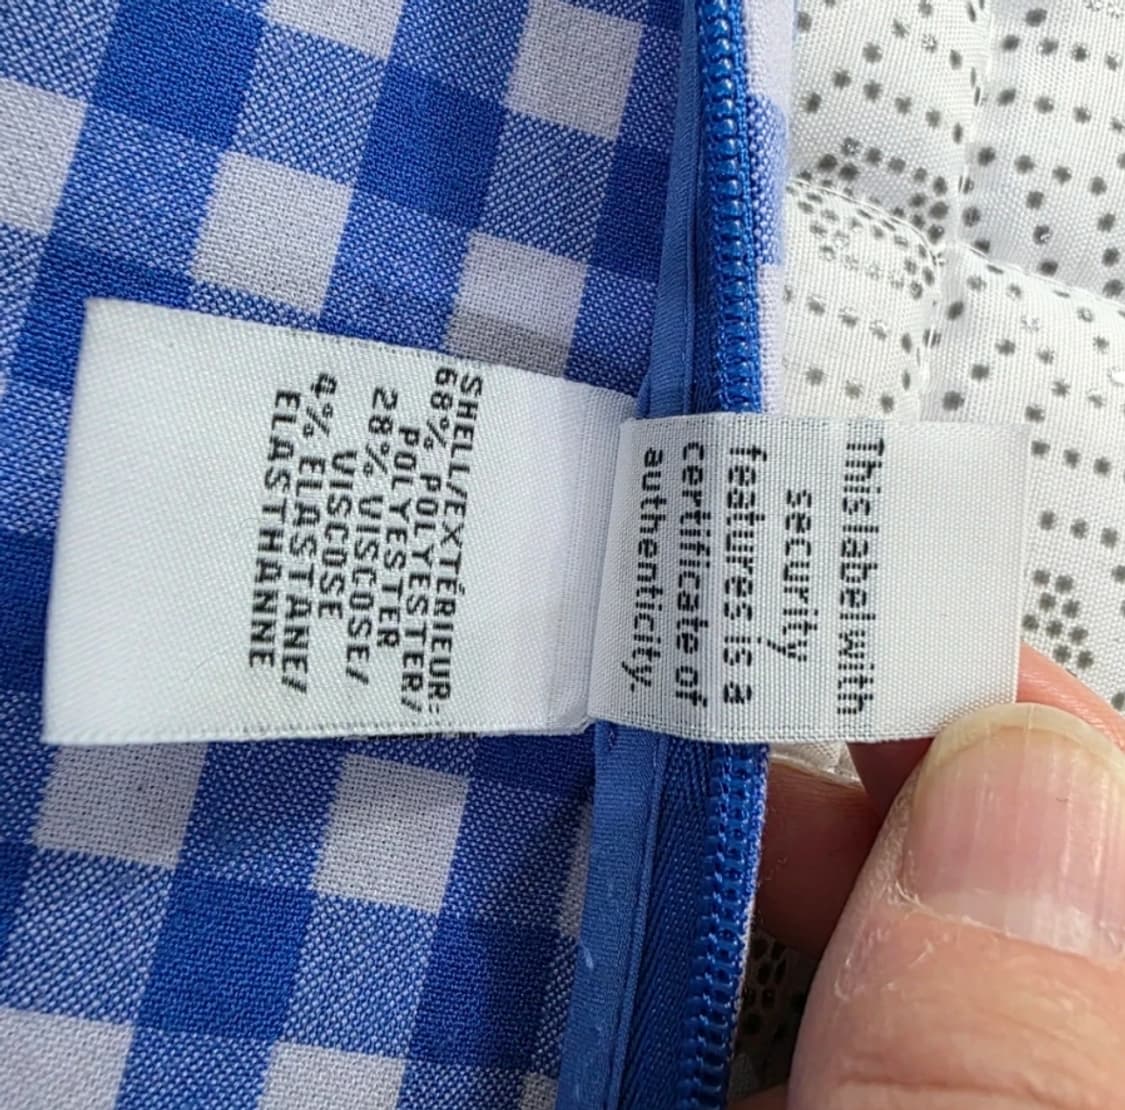 SHELL/EXTÉRIEUR:
68% POLYESTER/
POLYESTER
28% VISCOSE/
VISCOSE
4% ELASTANE/
ELASTHANNE
This label with
security
features is a
certificate of
authenticity.